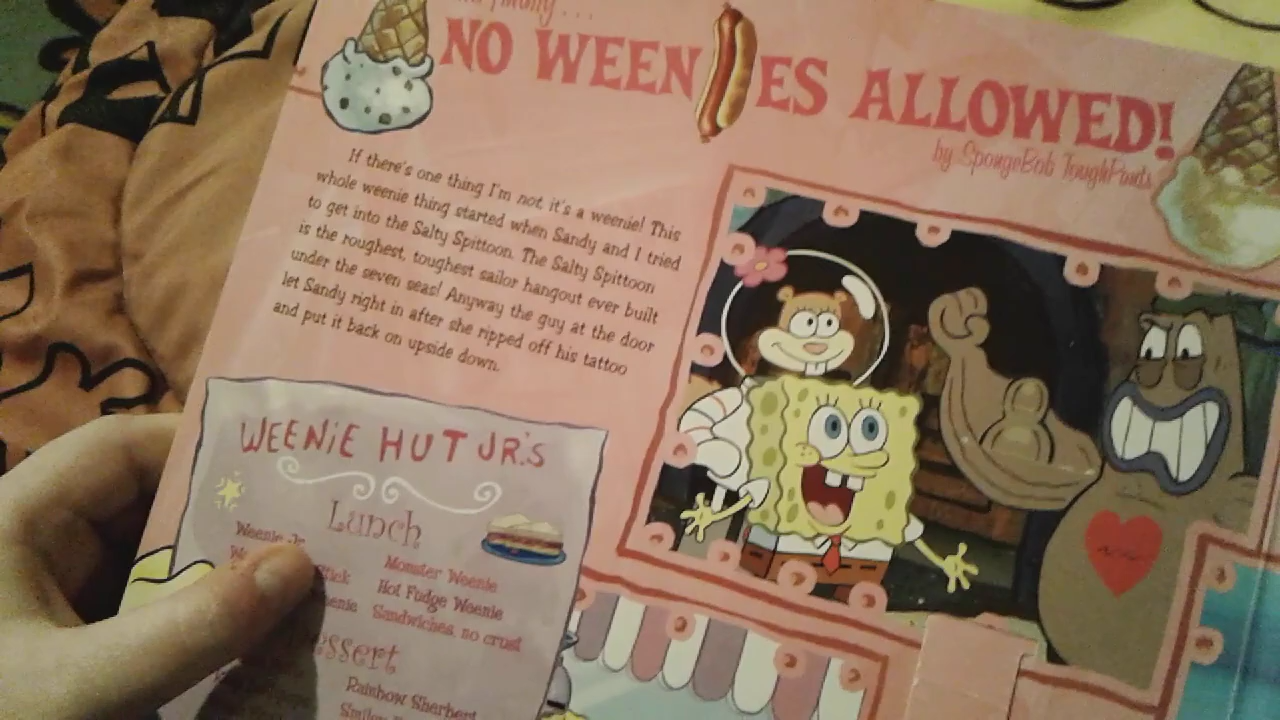 NO WEENIES ALLOWED!
by SpongeBob ToughPants
If there's one thing I'm not it's a weenie! This
whole weenie thing started when Sandy and I tried
to get into the Salty Spittoon. The Salty Spittoon
is the roughest, toughest sailor hangout ever built
under the seven seas! Anyway the guy at the door
let Sandy right in after she ripped off his tattoo
and put it back on upside down.
WEENIE HUT JR.'S
Lunch
Weenie Jr.
Monster Weenie
Hot Fudge Weenie
Sandwiches, no crust
Rainbow Sherbert